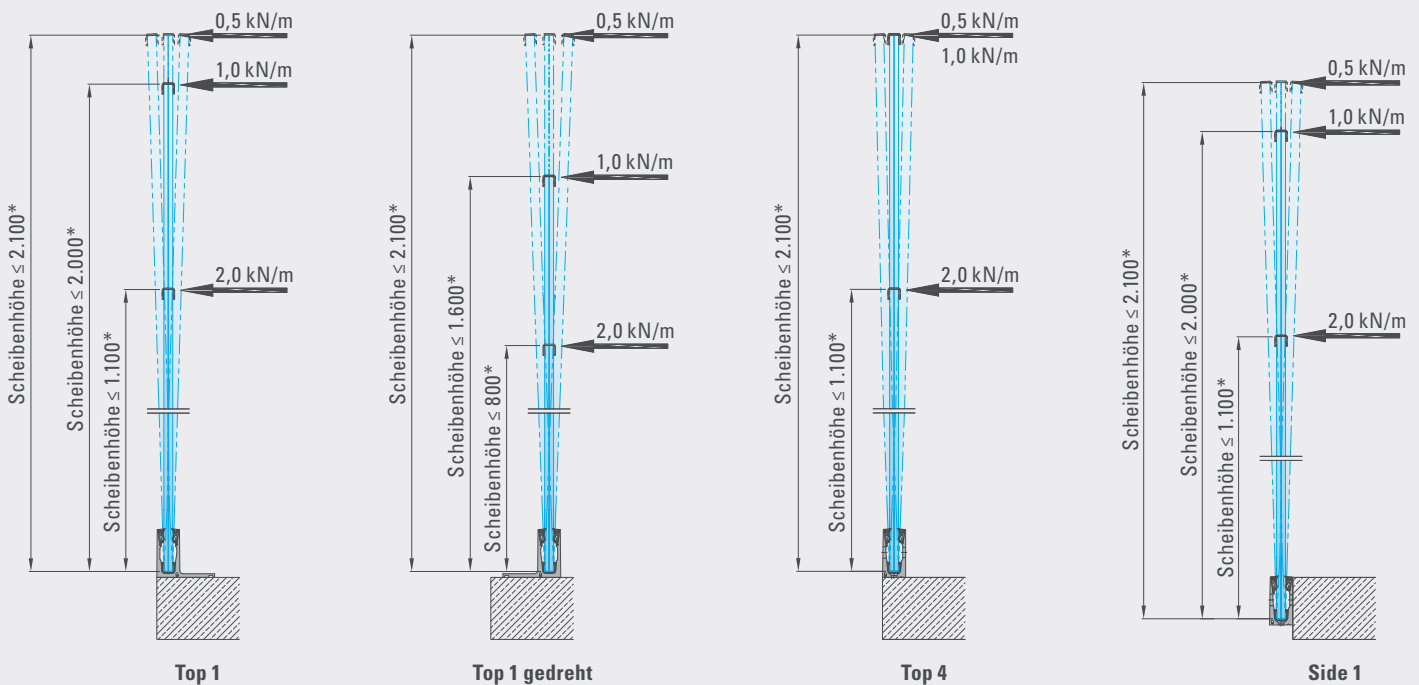 0,5 kN/m
1,0 kN/m
2,0 kN/m
Scheibenhöhe ≤ 2.100*
Scheibenhöhe ≤ 2.000*
Scheibenhöhe ≤ 1.100*
Top 1
0,5 kN/m
1,0 kN/m
2,0 kN/m
Scheibenhöhe ≤ 2.100*
Scheibenhöhe ≤ 1.600*
Scheibenhöhe ≤ 800*
Top 1 gedreht
0,5 kN/m
1,0 kN/m
2,0 kN/m
Scheibenhöhe ≤ 2.100*
Scheibenhöhe ≤ 1.100*
Top 4
0,5 kN/m
1,0 kN/m
2,0 kN/m
Scheibenhöhe ≤ 2.100*
Scheibenhöhe ≤ 2.000*
Scheibenhöhe ≤ 1.100*
Side 1